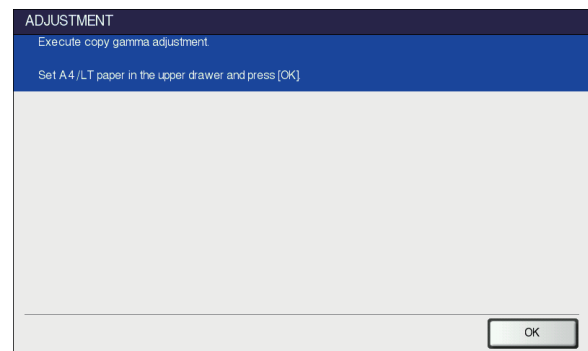 ADJUSTMENT
Execute copy gamma adjustment.
Set A4/LT paper in the upper drawer and press [OK]
OK